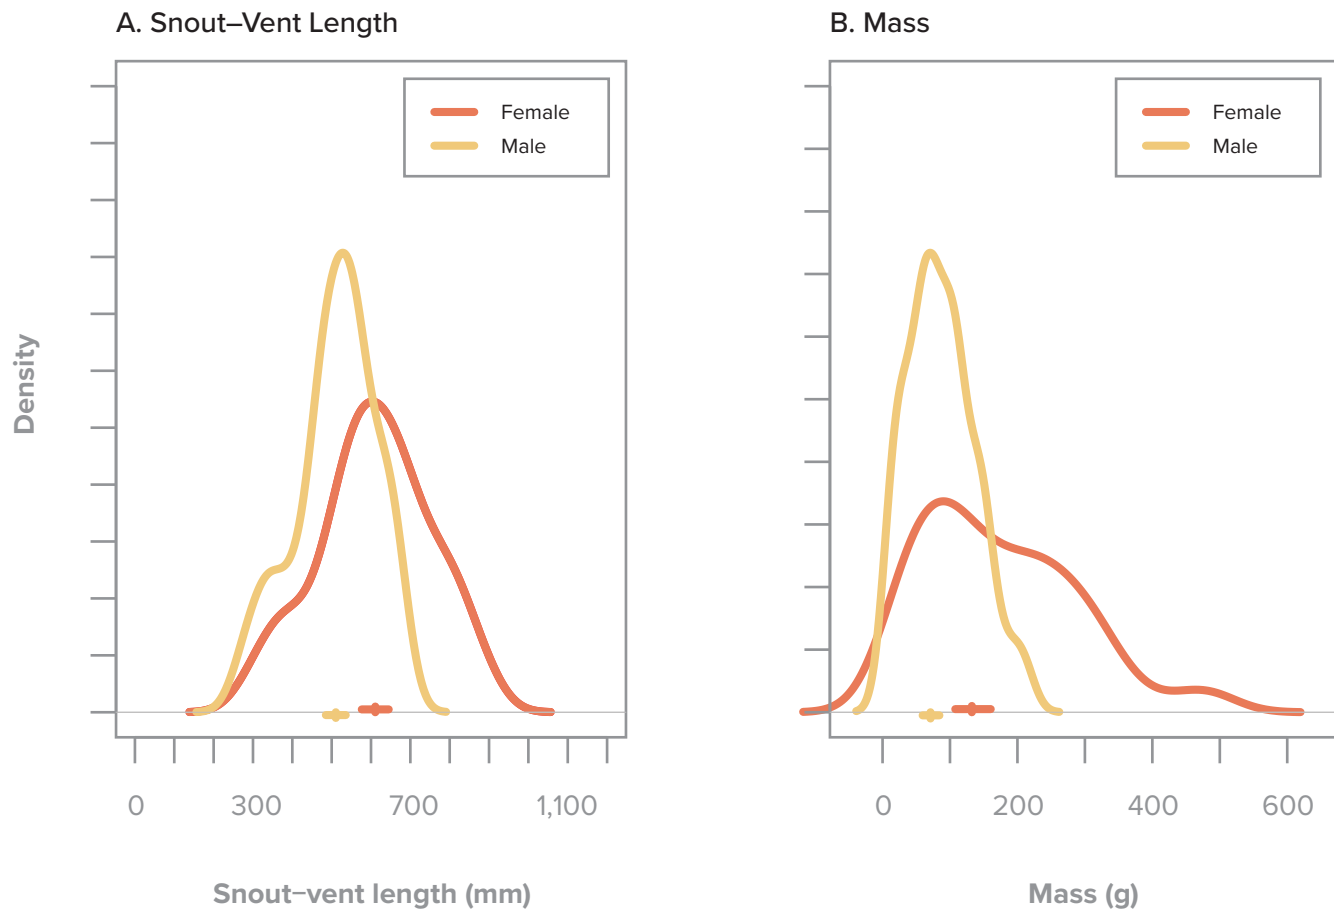 A. Snout–Vent Length
Female
Male
Density
0 300 700 1,100
Snout–vent length (mm)
B. Mass
Female
Male
0 200 400 600
Mass (g)